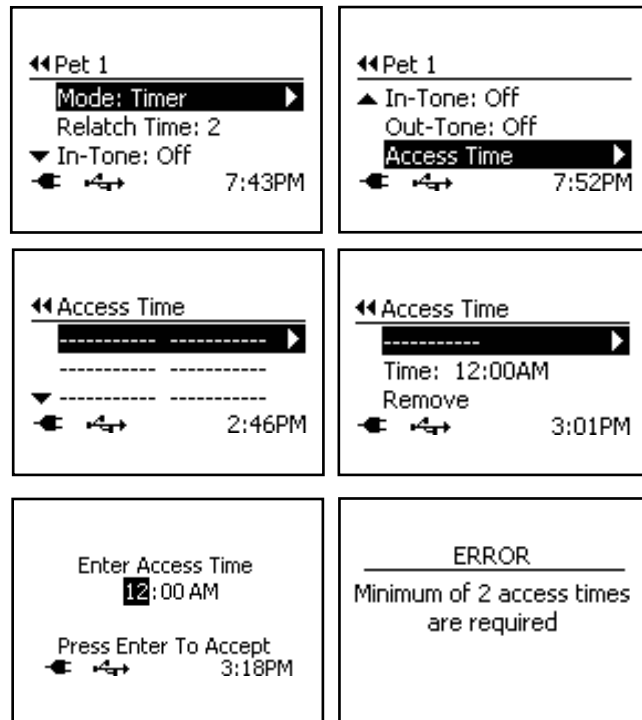 Pet 1
Mode: Timer
Relatch Time: 2
In-Tone: Off
7:43PM
Pet 1
In-Tone: Off
Out-Tone: Off
Access Time
7:52PM
Access Time
----------- -----------
----------- -----------
----------- -----------
2:46PM
Access Time
-----------
Time: 12:00AM
Remove
3:01PM
Enter Access Time
12:00 AM
Press Enter To Accept
3:18PM
ERROR
Minimum of 2 access times
are required